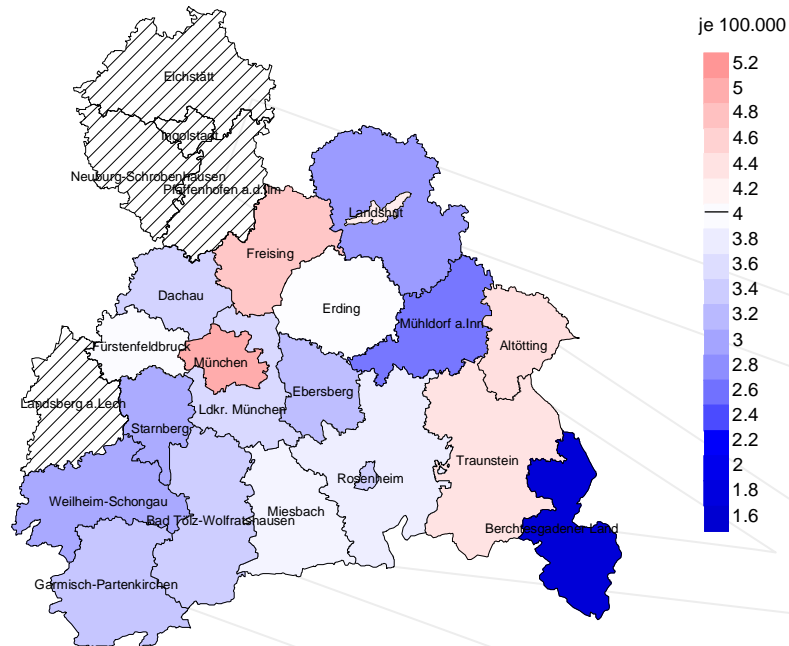 je 100.000
5.2
5
4.8
4.6
4.4
4.2
4
3.8
3.6
3.4
3.2
3
2.8
2.6
2.4
2.2
2
1.8
1.6
Eichstätt
Ingolstadt
Neuburg-Schrobenhausen
Pfaffenhofen a.d.Ilm
Landshut
Freising
Dachau
Erding
Mühldorf a.Inn
Fürstenfeldbruck
Altötting
München
Ebersberg
Landsberg a.Lech
Ldkr. München
Starnberg
Traunstein
Rosenheim
Weilheim-Schongau
Miesbach
Bad Tölz-Wolfratshausen
Berchtesgadener Land
Garmisch-Partenkirchen